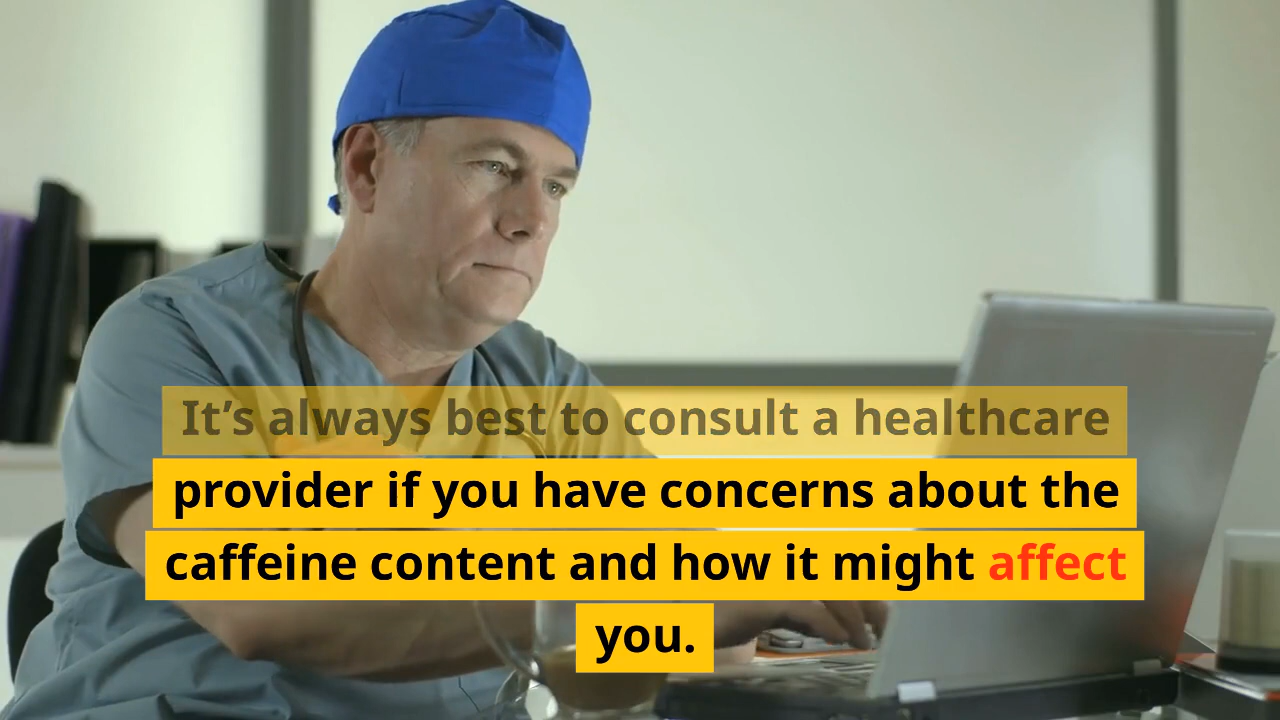 It’s always best to consult a healthcare
provider if you have concerns about the
caffeine content and how it might affect
you.